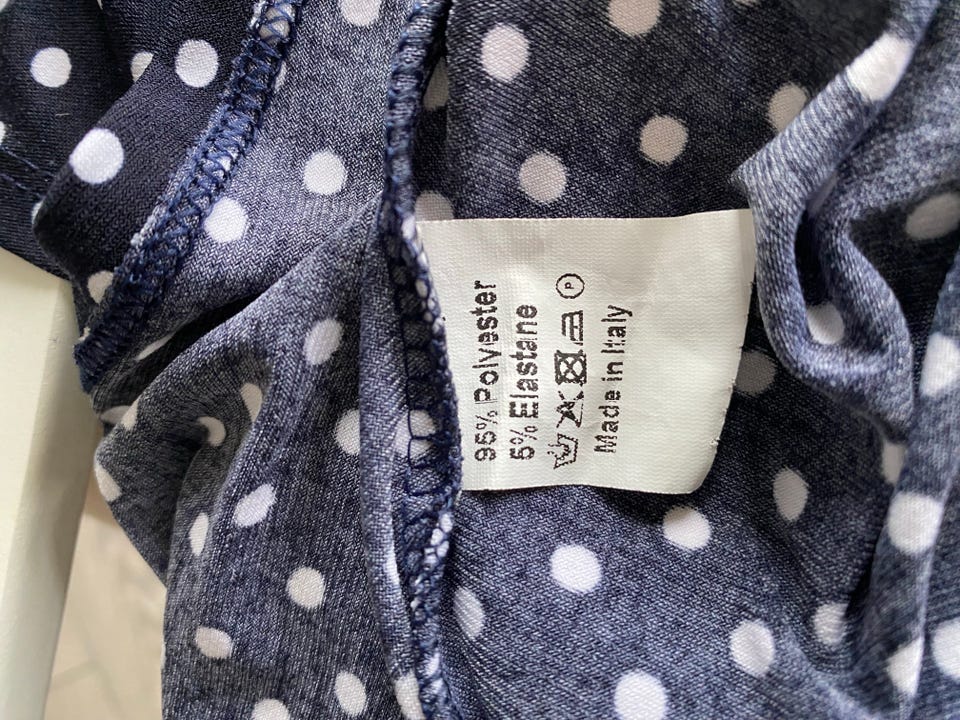 95% Polyester
5% Elastane
P
Made in Italy